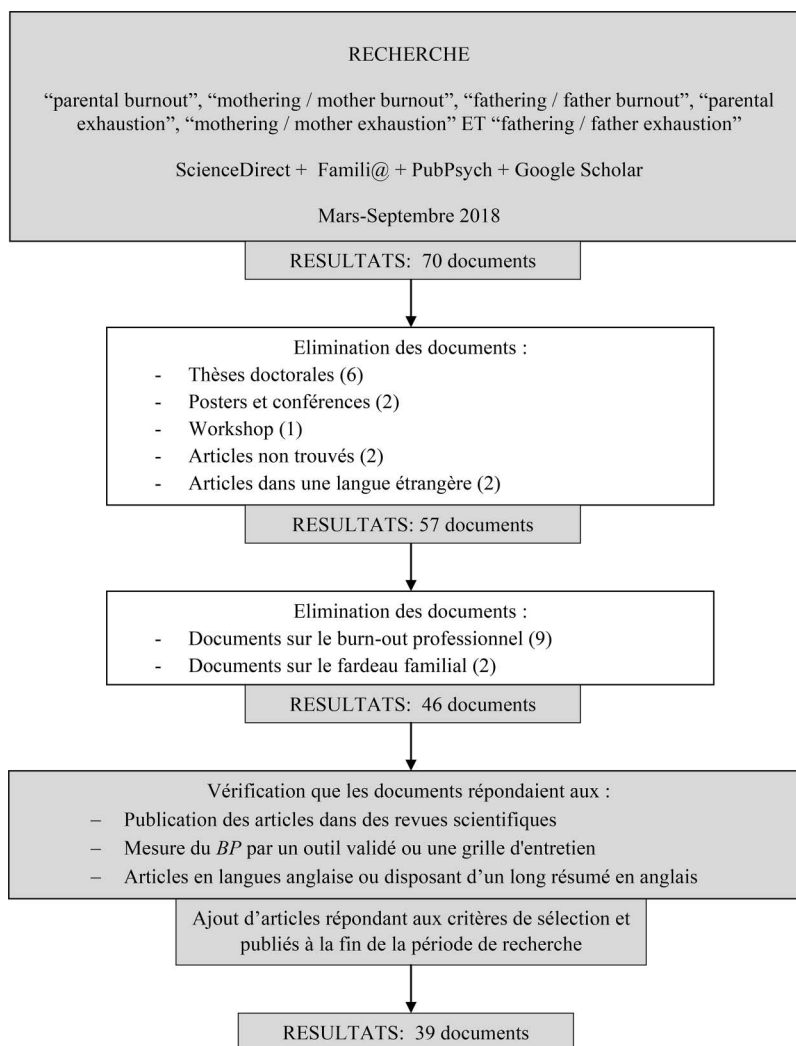 RECHERCHE
“parental burnout”, “mothering / mother burnout”, “fathering / father burnout”, “parental
exhaustion”, “mothering / mother exhaustion” ET “fathering / father exhaustion”
ScienceDirect + Famili@ + PubPsych + Google Scholar
Mars-Septembre 2018
RESULTATS: 70 documents
Elimination des documents :
- Thèses doctorales (6)
- Posters et conférences (2)
- Workshop (1)
- Articles non trouvés (2)
- Articles dans une langue étrangère (2)
RESULTATS: 57 documents
Elimination des documents :
- Documents sur le burn-out professionnel (9)
- Documents sur le fardeau familial (2)
RESULTATS: 46 documents
Vérification que les documents répondaient aux :
– Publication des articles dans des revues scientifiques
– Mesure du BP par un outil validé ou une grille d'entretien
– Articles en langues anglaise ou disposant d’un long résumé en anglais
Ajout d’articles répondant aux critères de sélection et
publiés à la fin de la période de recherche
RESULTATS: 39 documents